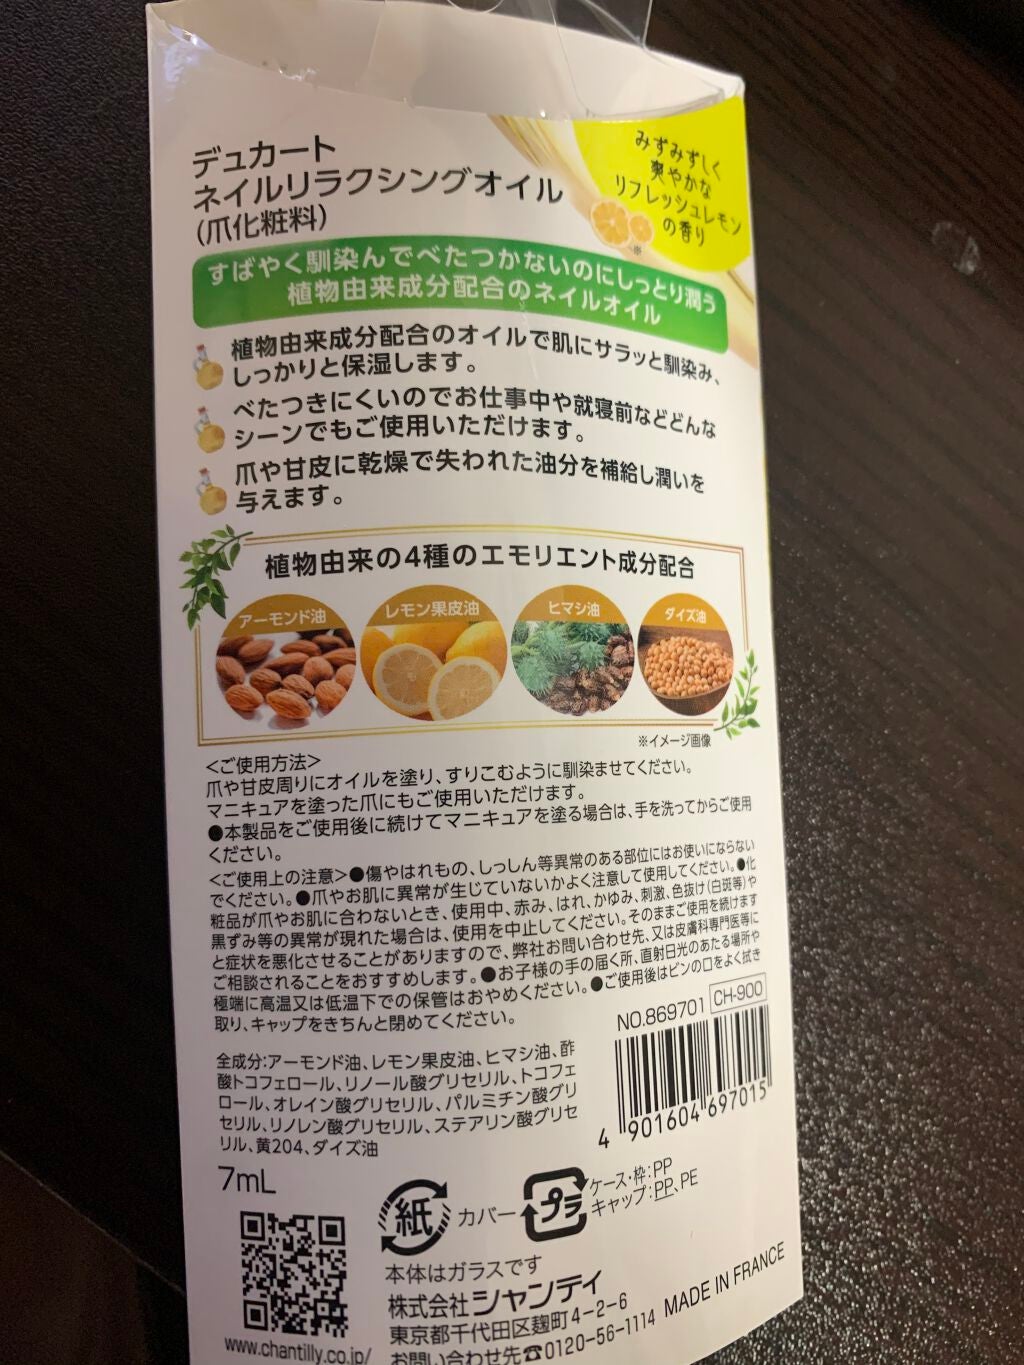 デュカート
ネイルリラクシングオイル
(爪化粧料)
みずみずしく
爽やかな
リフレッシュレモン
の香り
※
すばやく馴染んでべたつかないのにしっとり潤う
植物由来成分配合のネイルオイル
植物由来成分配合のオイルで肌にサラッと馴染み、
しっかりと保湿します。
べたつきにくいのでお仕事中や就寝前などどんな
シーンでもご使用いただけます。
爪や甘皮に乾燥で失われた油分を補給し潤いを
与えます。
植物由来の4種のエモリエント成分配合
アーモンド油 レモン果皮油 ヒマシ油 ダイズ油
※イメージ画像
<ご使用方法>
爪や甘皮周りにオイルを塗り、すりこむように馴染ませてください。
マニキュアを塗った爪にもご使用いただけます。
●本製品をご使用後に続けてマニキュアを塗る場合は、手を洗ってからご使用
ください。
<ご使用上の注意>●傷やはれもの、しっしん等異常のある部位にはお使いにならない
でください。●爪やお肌に異常が生じていないかよく注意して使用してください。●化
粧品が爪やお肌に合わないとき、使用中、赤み、はれ、かゆみ、刺激、色抜け(白斑等)や
黒ずみ等の異常が現れた場合は、使用を中止してください。そのままご使用を続けます
と症状を悪化させることがありますので、弊社お問い合わせ先、又は皮膚科専門医等に
ご相談されることをおすすめします。●お子様の手の届く所、直射日光のあたる場所や
極端に高温又は低温下での保管はおやめください。●ご使用後はビンの口をよく拭き
取り、キャップをきちんと閉めてください。
NO.869701 CH-900
全成分:アーモンド油、レモン果皮油、ヒマシ油、酢
酸トコフェロール、リノール酸グリセリル、トコフェ
ロール、オレイン酸グリセリル、パルミチン酸グリ
セリル、リノレン酸グリセリル、ステアリン酸グリセ
リル、黄204、ダイズ油
4 901604 697015
7mL
紙 カバー プラ ケース・枠:PP
キャップ:PP、PE
本体はガラスです
株式会社シャンティ
東京都千代田区麹町4-2-6
お問い合わせ先☎0120-56-1114
MADE IN FRANCE
www.chantilly.co.jp/